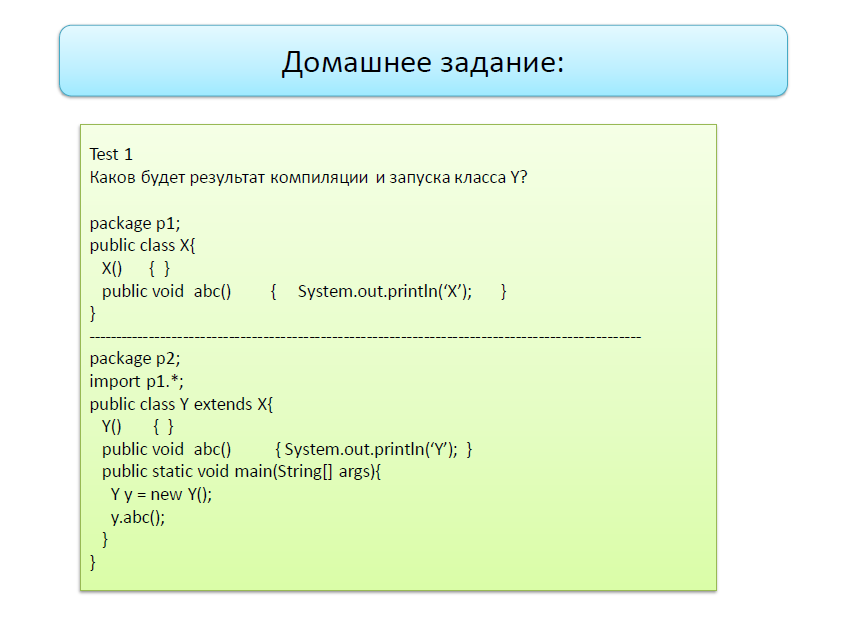 Домашнее задание:
Test 1
Каков будет результат компиляции и запуска класса Y?
package p1;
public class X{
X() { }
public void abc() { System.out.println(‘X’); }
}
---------------------------------------------------------------------------------------------------
package p2;
import p1.*;
public class Y extends X{
Y() { }
public void abc() { System.out.println(‘Y’); }
public static void main(String[] args){
Y y = new Y();
y.abc();
}
}